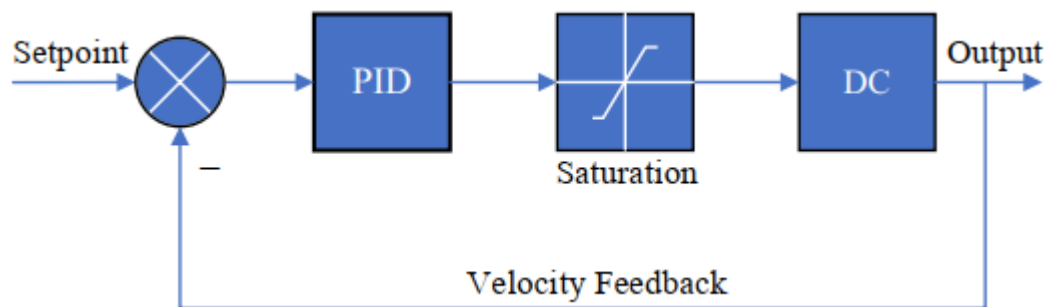 Setpoint
PID
Saturation
DC
Output
–
Velocity Feedback